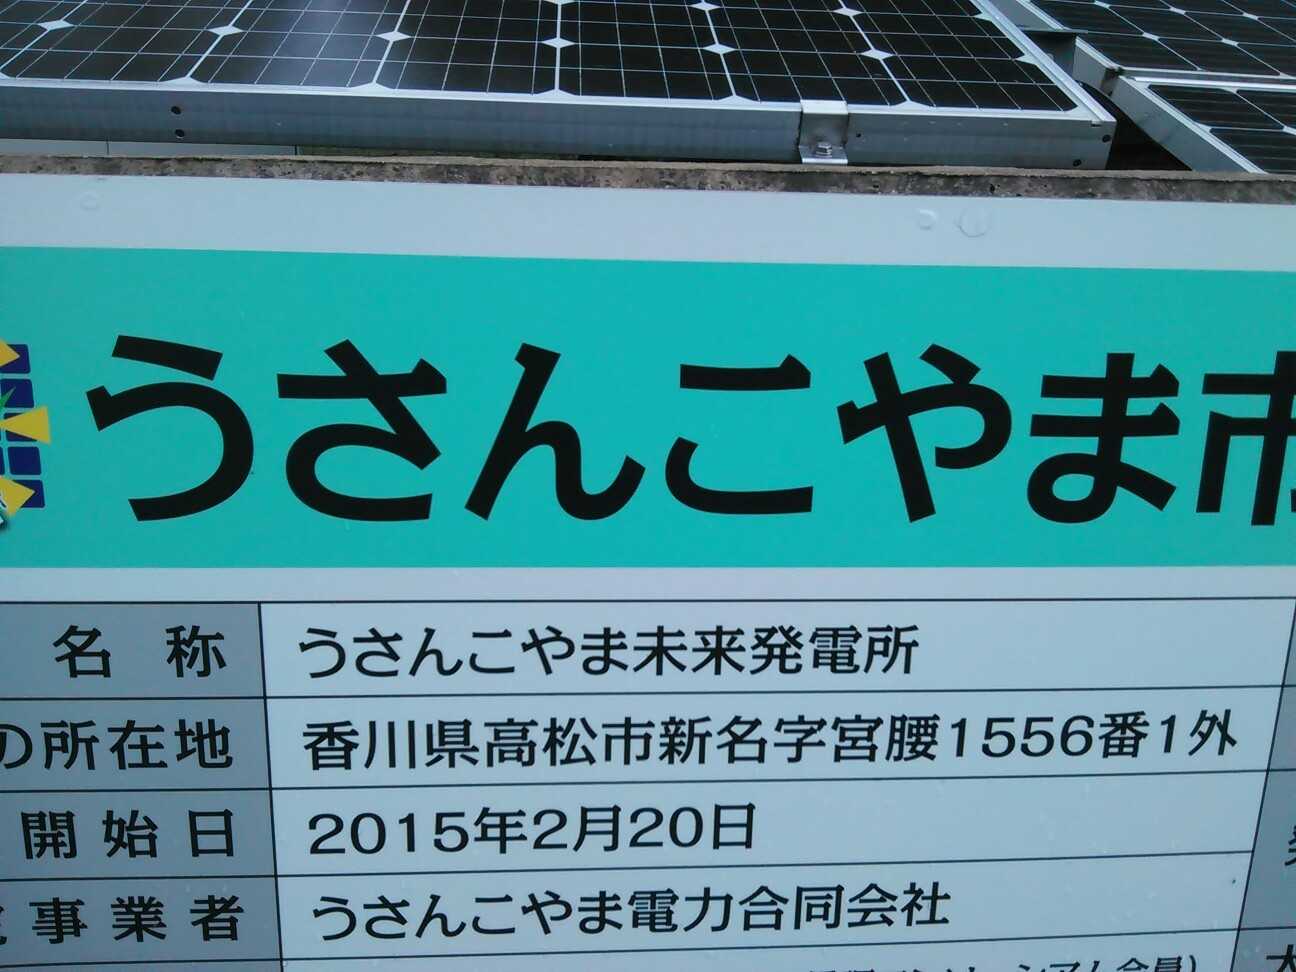 うさんこやま市
名称 うさんこやま未来発電所
の所在地 香川県高松市新名字宮腰1556番1外
開始日 2015年2月20日
事業者 うさんこやま電力合同会社